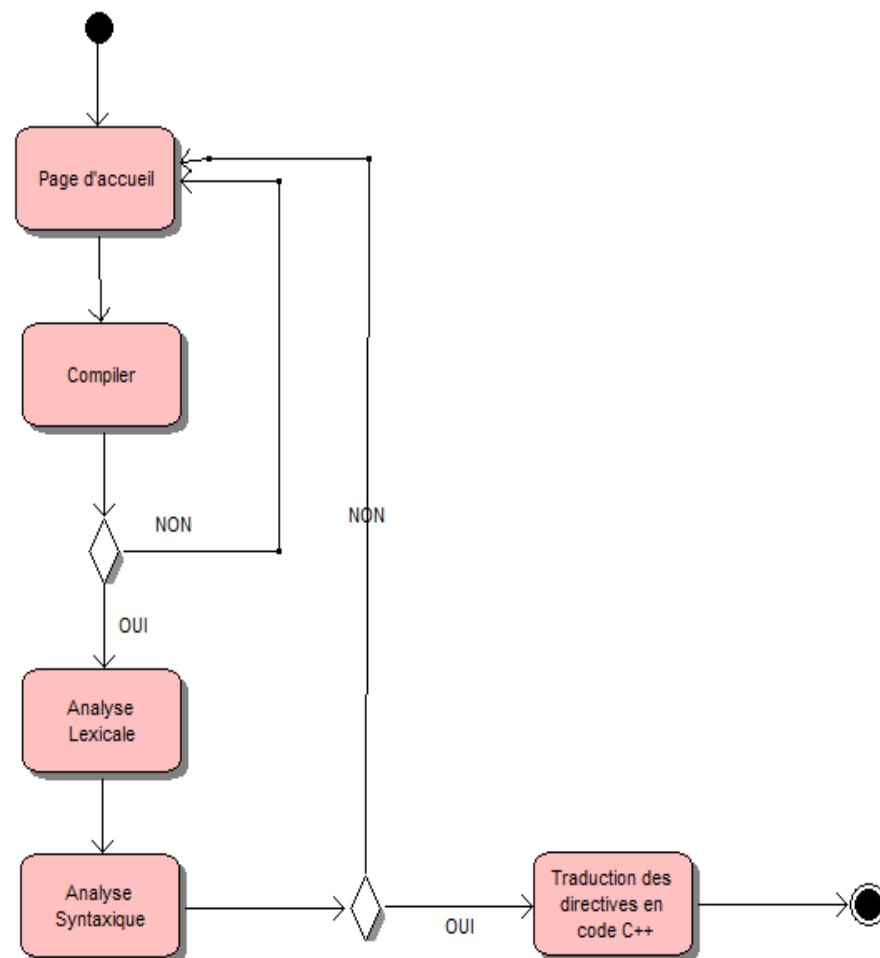 Page d'accueil
Compiler
NON
NON
OUI
Analyse
Lexicale
Analyse
Syntaxique
OUI
Traduction des
directives en
code C++